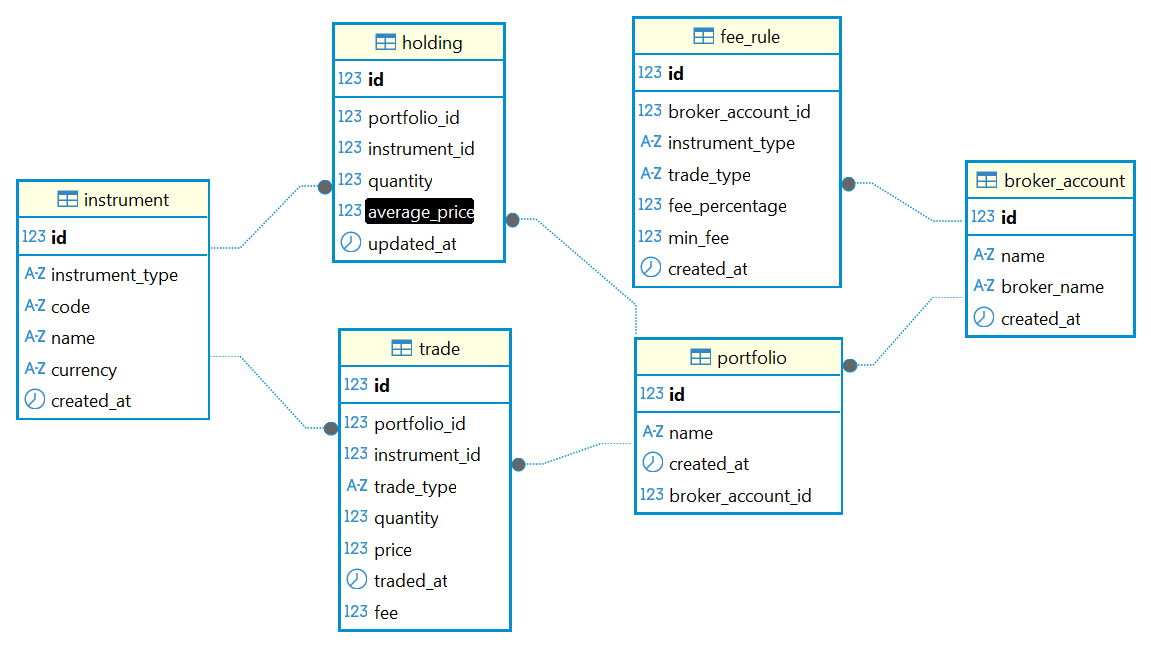 holding
123 id
123 portfolio_id
123 instrument_id
123 quantity
123 average_price
updated_at
fee_rule
123 id
123 broker_account_id
A-Z instrument_type
A-Z trade_type
123 fee_percentage
123 min_fee
created_at
broker_account
123 id
A-Z name
A-Z broker_name
created_at
instrument
123 id
A-Z instrument_type
A-Z code
A-Z name
A-Z currency
created_at
trade
123 id
123 portfolio_id
123 instrument_id
A-Z trade_type
123 quantity
123 price
traded_at
123 fee
portfolio
123 id
A-Z name
created_at
123 broker_account_id